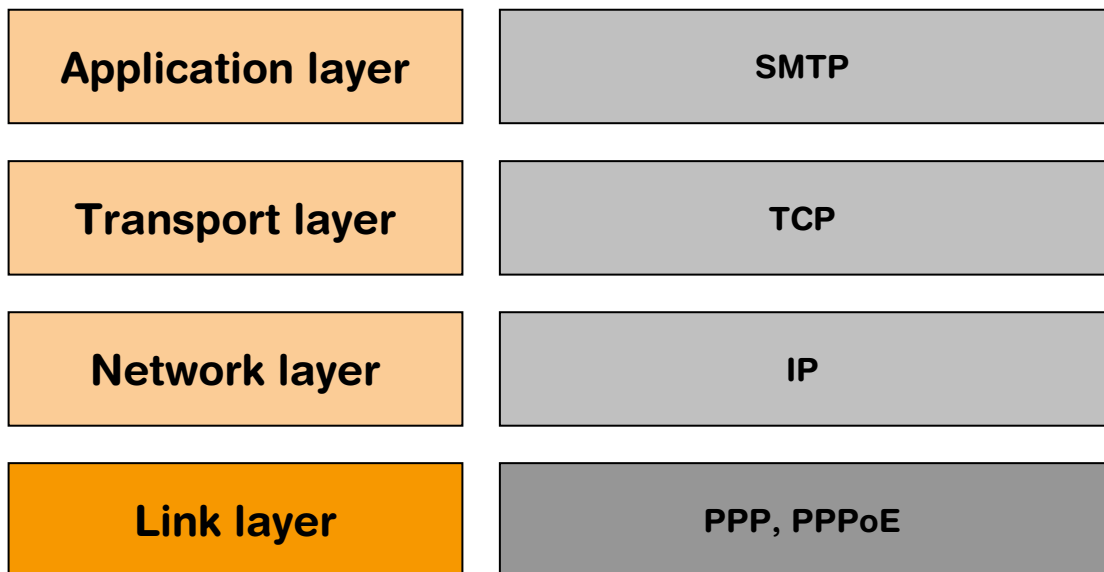 Application layer
SMTP
Transport layer
TCP
Network layer
IP
Link layer
PPP, PPPoE